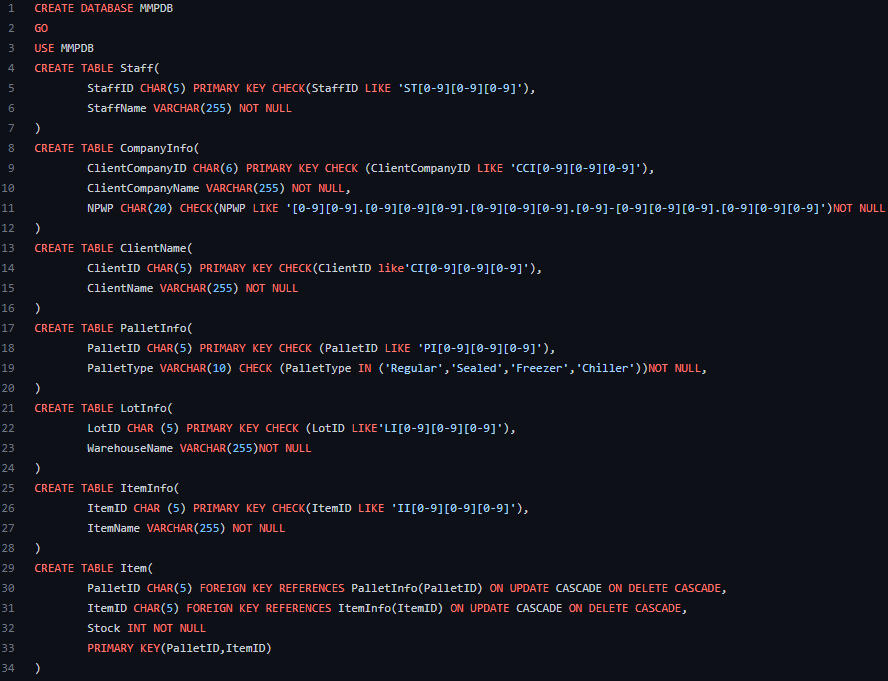 1 CREATE DATABASE MMPDB
2 GO
3 USE MMPDB
4 CREATE TABLE Staff(
5 StaffID CHAR(5) PRIMARY KEY CHECK(StaffID LIKE 'ST[0-9][0-9][0-9]'),
6 StaffName VARCHAR(255) NOT NULL
7 )
8 CREATE TABLE CompanyInfo(
9 ClientCompanyID CHAR(6) PRIMARY KEY CHECK (ClientCompanyID LIKE 'CCI[0-9][0-9][0-9]'),
10 ClientCompanyName VARCHAR(255) NOT NULL,
11 NPWP CHAR(20) CHECK(NPWP LIKE '[0-9][0-9].[0-9][0-9][0-9].[0-9][0-9][0-9].[0-9]-[0-9][0-9][0-9].[0-9][0-9][0-9]')NOT NULL
12 )
13 CREATE TABLE ClientName(
14 ClientID CHAR(5) PRIMARY KEY CHECK(ClientID like'CI[0-9][0-9][0-9]'),
15 ClientName VARCHAR(255) NOT NULL
16 )
17 CREATE TABLE PalletInfo(
18 PalletID CHAR(5) PRIMARY KEY CHECK (PalletID LIKE 'PI[0-9][0-9][0-9]'),
19 PalletType VARCHAR(10) CHECK (PalletType IN ('Regular','Sealed','Freezer','Chiller'))NOT NULL,
20 )
21 CREATE TABLE LotInfo(
22 LotID CHAR (5) PRIMARY KEY CHECK (LotID LIKE'LI[0-9][0-9][0-9]'),
23 WarehouseName VARCHAR(255)NOT NULL
24 )
25 CREATE TABLE ItemInfo(
26 ItemID CHAR (5) PRIMARY KEY CHECK(ItemID LIKE 'II[0-9][0-9][0-9]'),
27 ItemName VARCHAR(255) NOT NULL
28 )
29 CREATE TABLE Item(
30 PalletID CHAR(5) FOREIGN KEY REFERENCES PalletInfo(PalletID) ON UPDATE CASCADE ON DELETE CASCADE,
31 ItemID CHAR(5) FOREIGN KEY REFERENCES ItemInfo(ItemID) ON UPDATE CASCADE ON DELETE CASCADE,
32 Stock INT NOT NULL
33 PRIMARY KEY(PalletID,ItemID)
34 )